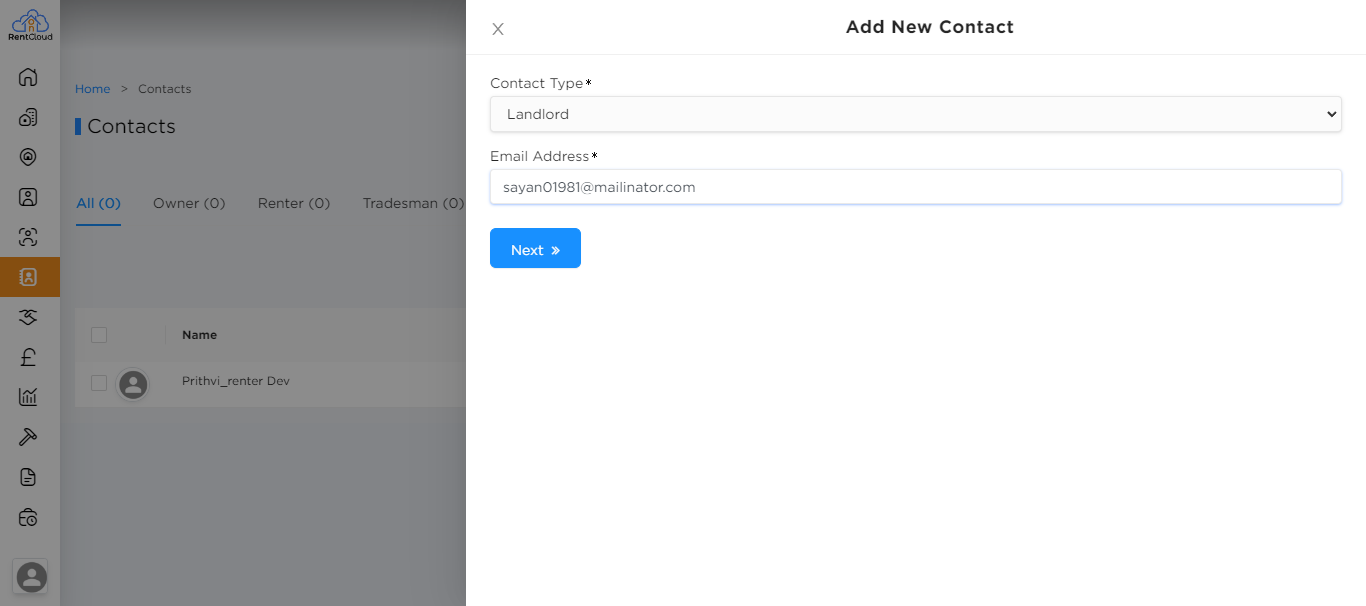 RentCloud
Home > Contacts
Contacts
All (0) Owner (0) Renter (0) Tradesman (0)
Name
Prithvi_renter Dev
X Add New Contact
Contact Type*
Landlord
Email Address*
sayan01981@mailinator.com
Next »